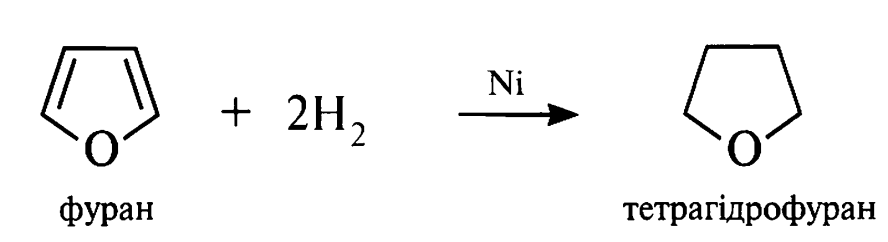 Ni
+ 2H₂
O O
фуран тетрагідрофуран